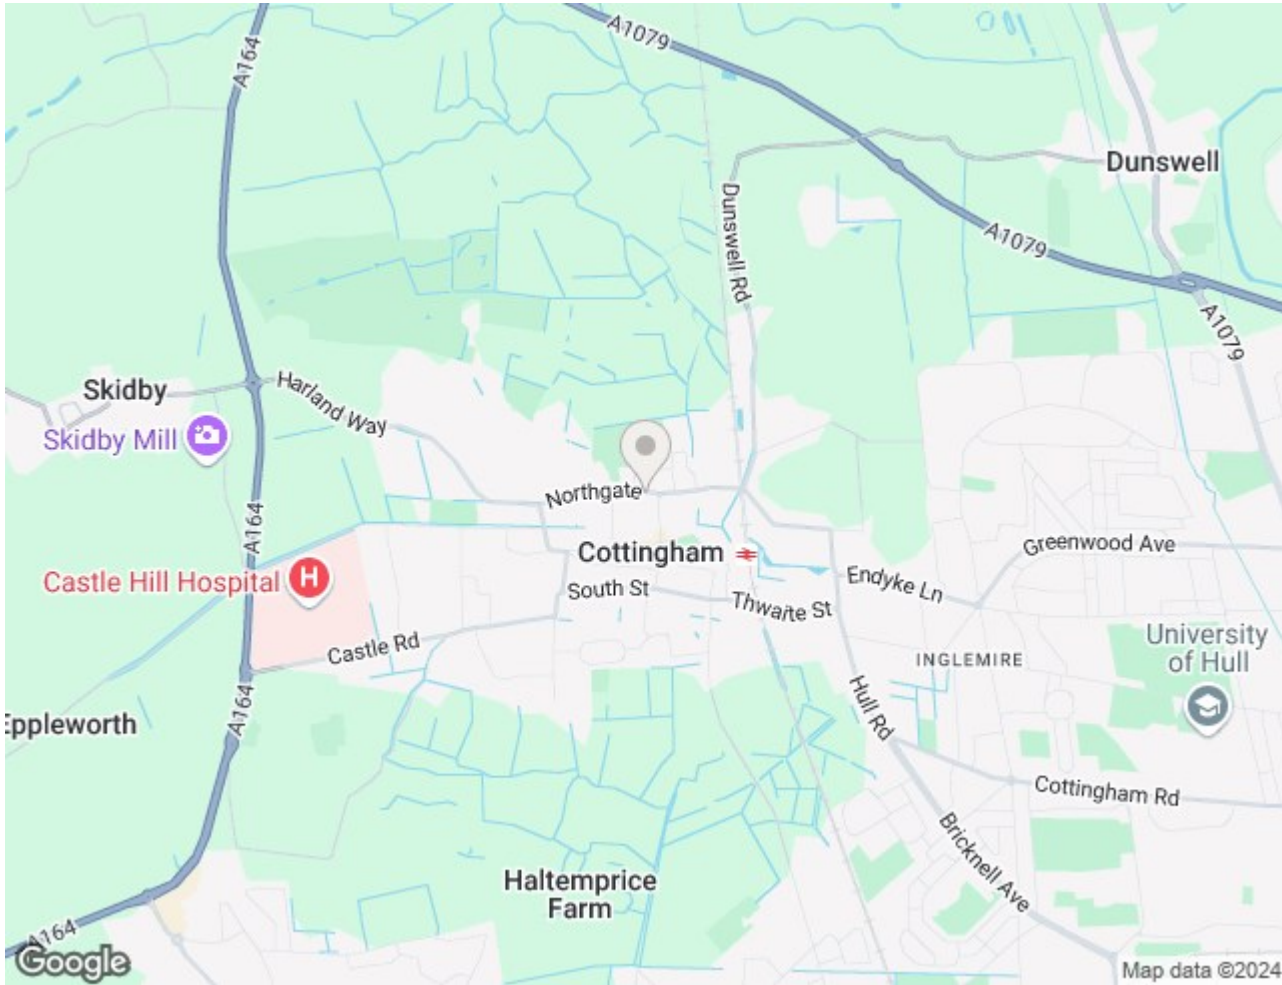 A1079
A164
Dunswell
Dunswell Rd
A1079
A1079
Skidby
Harland Way
Skidby Mill
Northgate
A164
Cottingham
Greenwood Ave
Castle Hill Hospital
H
South St
Endyke Ln
Thwaite St
University
of Hull
Castle Rd
INGLEMIRE
A164
Eppleworth
Hull Rd
Cottingham Rd
Bricknell Ave
Haltemprice
Farm
A164
Google
Map data ©2024